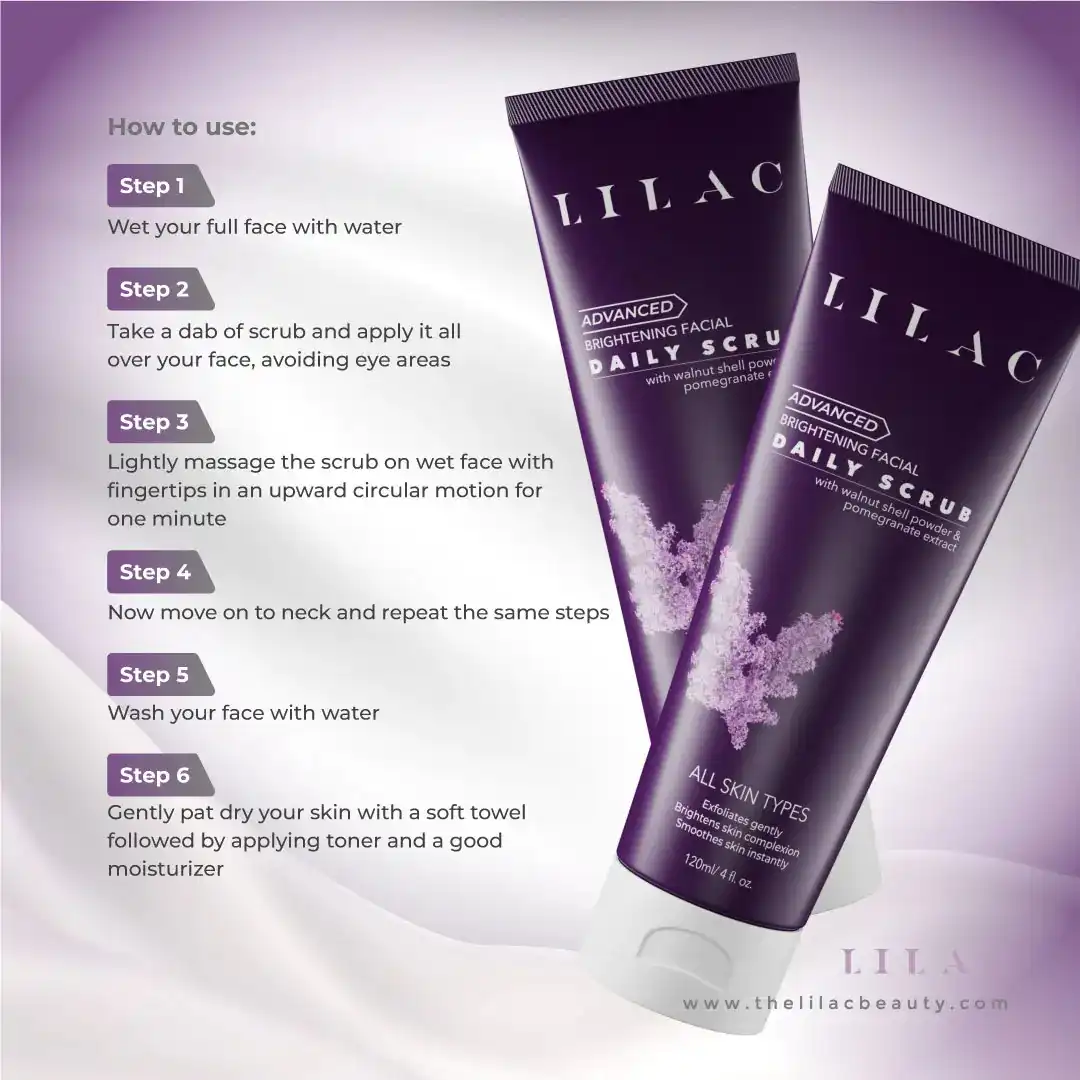 How to use:
Step 1
Wet your full face with water
Step 2
Take a dab of scrub and apply it all
over your face, avoiding eye areas
Step 3
Lightly massage the scrub on wet face with
fingertips in an upward circular motion for
one minute
Step 4
Now move on to neck and repeat the same steps
Step 5
Wash your face with water
Step 6
Gently pat dry your skin with a soft towel
followed by applying toner and a good
moisturizer
LILAC
ADVANCED
BRIGHTENING FACIAL
DAILY SCRU
with walnut shell
pomegranate
LILAC
ADVANCED
BRIGHTENING FACIAL
DAILY SCRUB
with walnut shell powder &
pomegranate extract
ALL SKIN TYPES
Exfoliates gently
Brightens skin complexion
Smoothes skin instantly
120ml/ 4 fl. oz.
LILA
www.thelilacbeauty.com